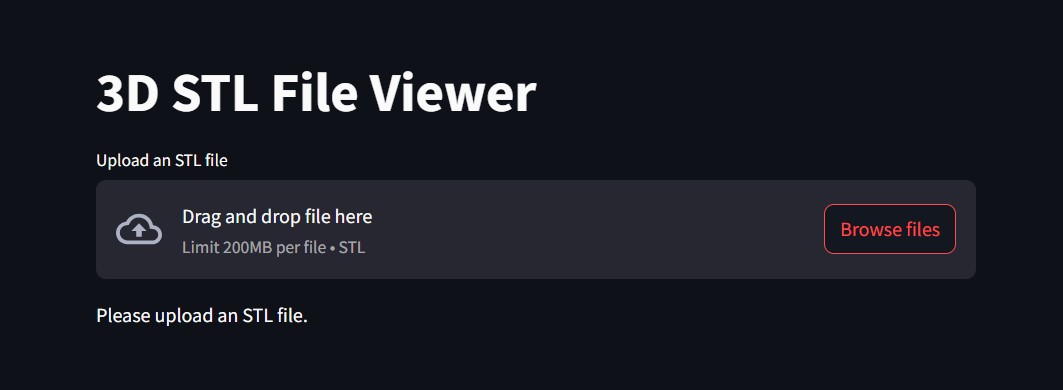 3D STL File Viewer
Upload an STL file
Drag and drop file here
Limit 200MB per file • STL
Browse files
Please upload an STL file.